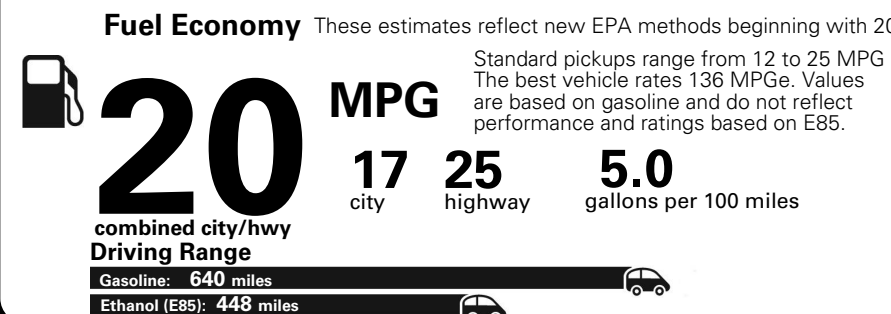 Fuel Economy These estimates reflect new EPA methods beginning with
Standard pickups range from 12 to 25 MPG
The best vehicle rates 136 MPGe. Values
are based on gasoline and do not reflect
performance and ratings based on E85.
20 MPG
combined city/hwy
17 city
25 highway
5.0 gallons per 100 miles
Driving Range
Gasoline: 640 miles
Ethanol (E85): 448 miles